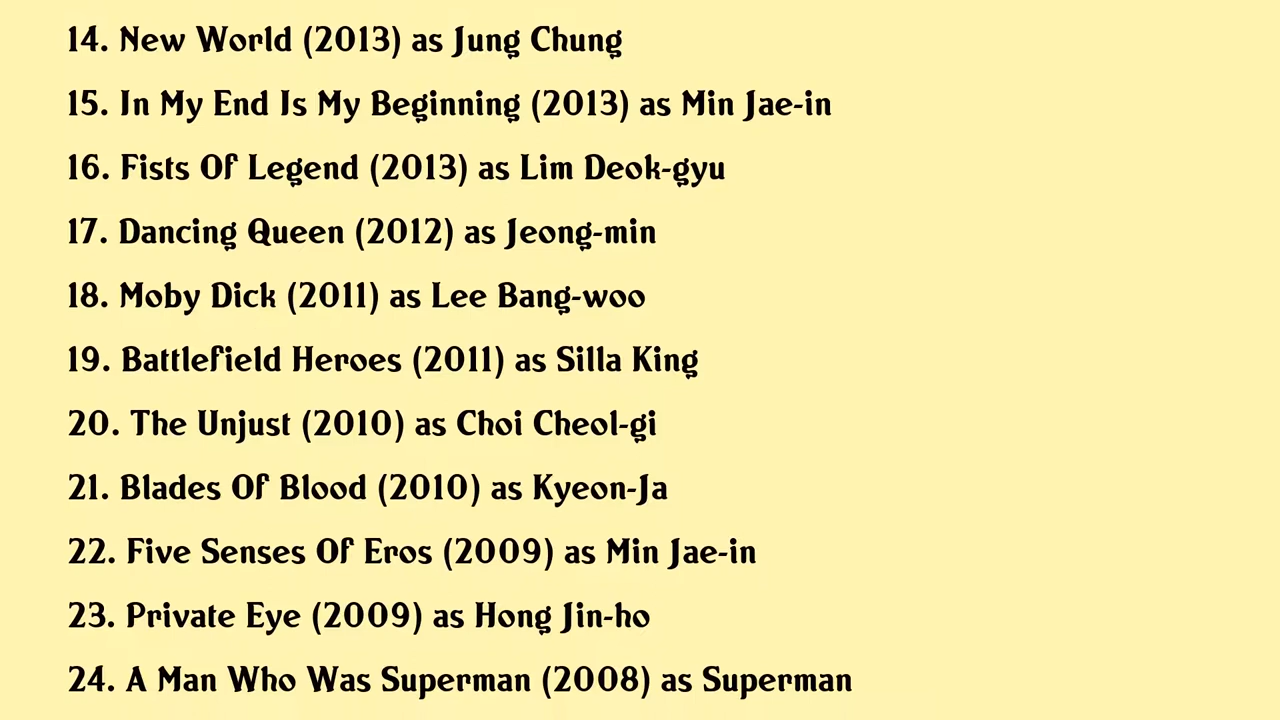 14. New World (2013) as Jung Chung
15. In My End Is My Beginning (2013) as Min Jae-in
16. Fists Of Legend (2013) as Lim Deok-gyu
17. Dancing Queen (2012) as Jeong-min
18. Moby Dick (2011) as Lee Bang-woo
19. Battlefield Heroes (2011) as Silla King
20. The Unjust (2010) as Choi Cheol-gi
21. Blades Of Blood (2010) as Kyeon-Ja
22. Five Senses Of Eros (2009) as Min Jae-in
23. Private Eye (2009) as Hong Jin-ho
24. A Man Who Was Superman (2008) as Superman